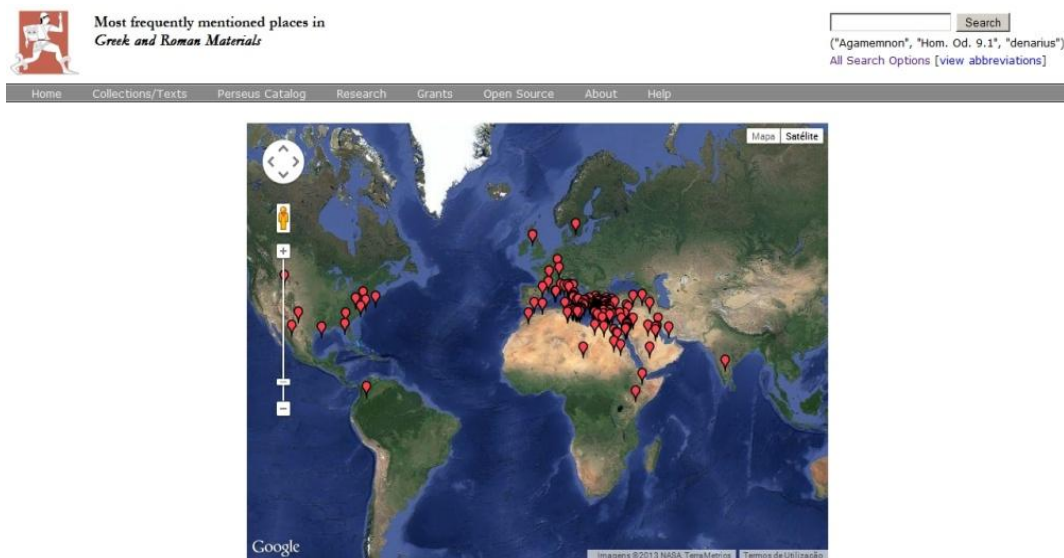 Most frequently mentioned places in
Greek and Roman Materials
Search
("Agamemnon", "Hom. Od. 9.1", "denarius")
All Search Options [view abbreviations]
Home Collections/Texts Perseus Catalog Research Grants Open Source About Help
Mapa Satélite
Google
Imagens ©2013 NASA, TerraMetrics Termos de Utilização